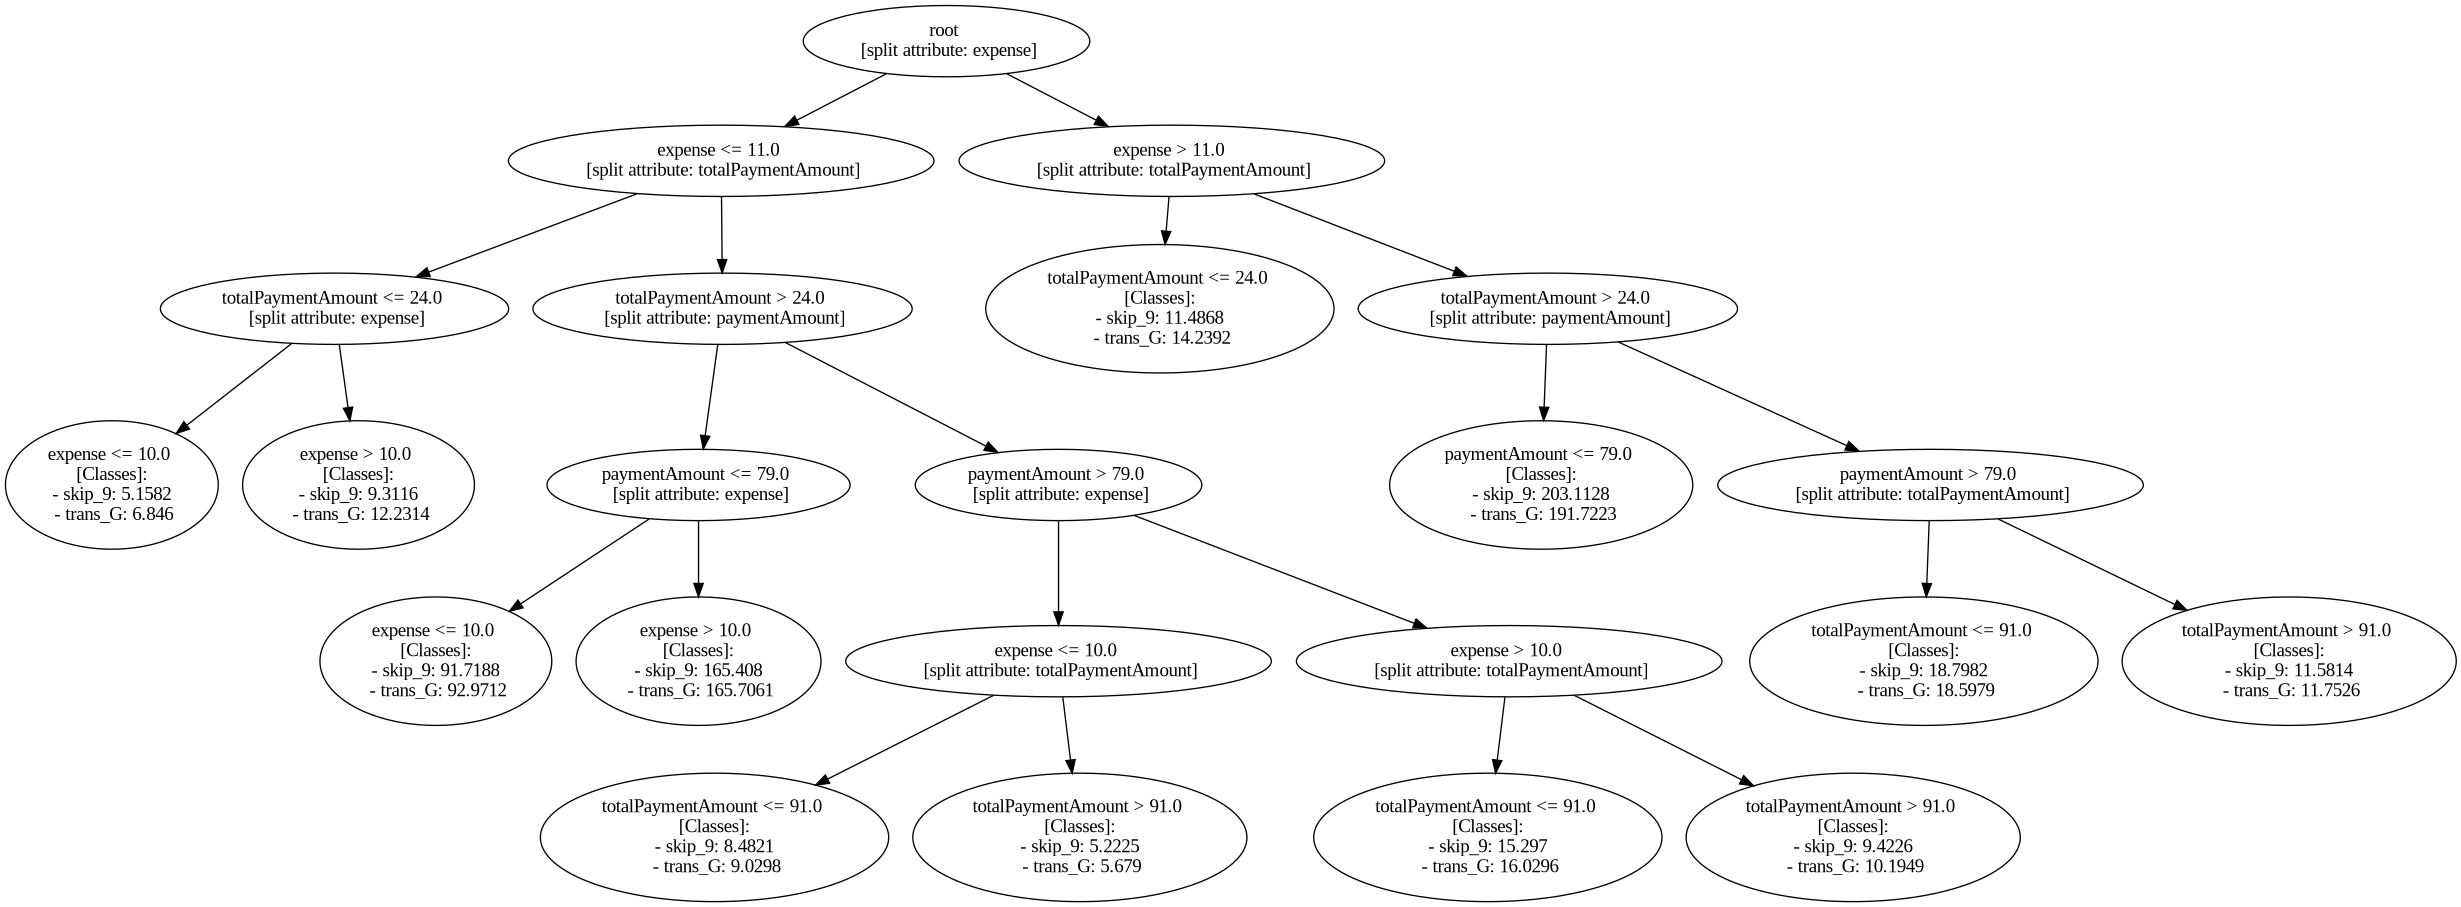 root
[split attribute: expense]
expense <= 11.0
[split attribute: totalPaymentAmount]
expense > 11.0
[split attribute: totalPaymentAmount]
totalPaymentAmount <= 24.0
[split attribute: expense]
totalPaymentAmount > 24.0
[split attribute: paymentAmount]
totalPaymentAmount <= 24.0
[Classes]:
- skip_9: 11.4868
- trans_G: 14.2392
totalPaymentAmount > 24.0
[split attribute: paymentAmount]
expense <= 10.0
[Classes]:
- skip_9: 5.1582
- trans_G: 6.846
expense > 10.0
[Classes]:
- skip_9: 9.3116
- trans_G: 12.2314
paymentAmount <= 79.0
[split attribute: expense]
paymentAmount > 79.0
[split attribute: expense]
paymentAmount <= 79.0
[Classes]:
- skip_9: 203.1128
- trans_G: 191.7223
paymentAmount > 79.0
[split attribute: totalPaymentAmount]
expense <= 10.0
[Classes]:
- skip_9: 91.7188
- trans_G: 92.9712
expense > 10.0
[Classes]:
- skip_9: 165.408
- trans_G: 165.7061
expense <= 10.0
[split attribute: totalPaymentAmount]
expense > 10.0
[split attribute: totalPaymentAmount]
totalPaymentAmount <= 91.0
[Classes]:
- skip_9: 18.7982
- trans_G: 18.5979
totalPaymentAmount > 91.0
[Classes]:
- skip_9: 11.5814
- trans_G: 11.7526
totalPaymentAmount <= 91.0
[Classes]:
- skip_9: 8.4821
- trans_G: 9.0298
totalPaymentAmount > 91.0
[Classes]:
- skip_9: 5.2225
- trans_G: 5.679
totalPaymentAmount <= 91.0
[Classes]:
- skip_9: 15.297
- trans_G: 16.0296
totalPaymentAmount > 91.0
[Classes]:
- skip_9: 9.4226
- trans_G: 10.1949